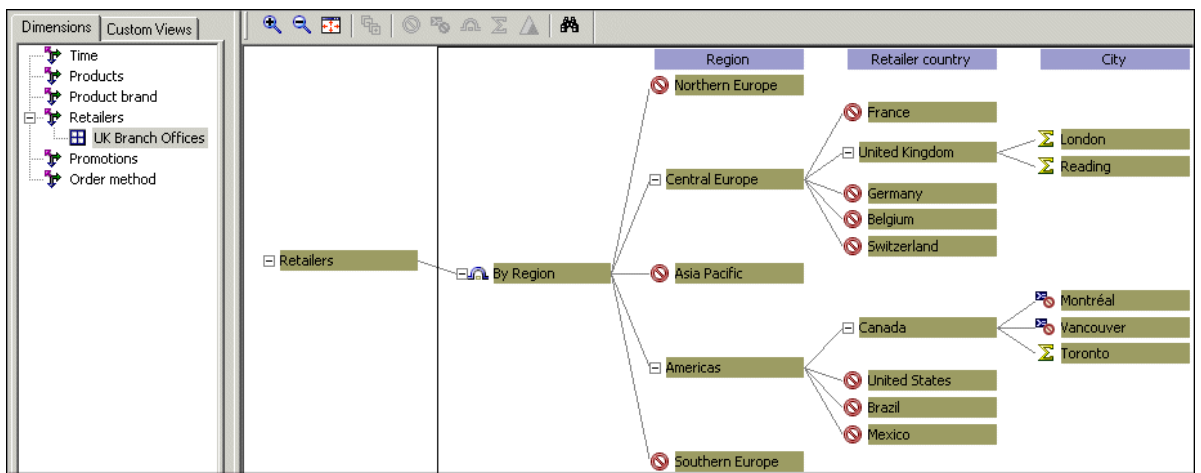 Dimensions
Custom Views
Time
Products
Product brand
Retailers
UK Branch Offices
Promotions
Order method
Region
Retailer country
City
Northern Europe
France
United Kingdom
London
Reading
Central Europe
Germany
Belgium
Switzerland
Retailers
By Region
Asia Pacific
Montréal
Canada
Vancouver
Toronto
Americas
United States
Brazil
Mexico
Southern Europe